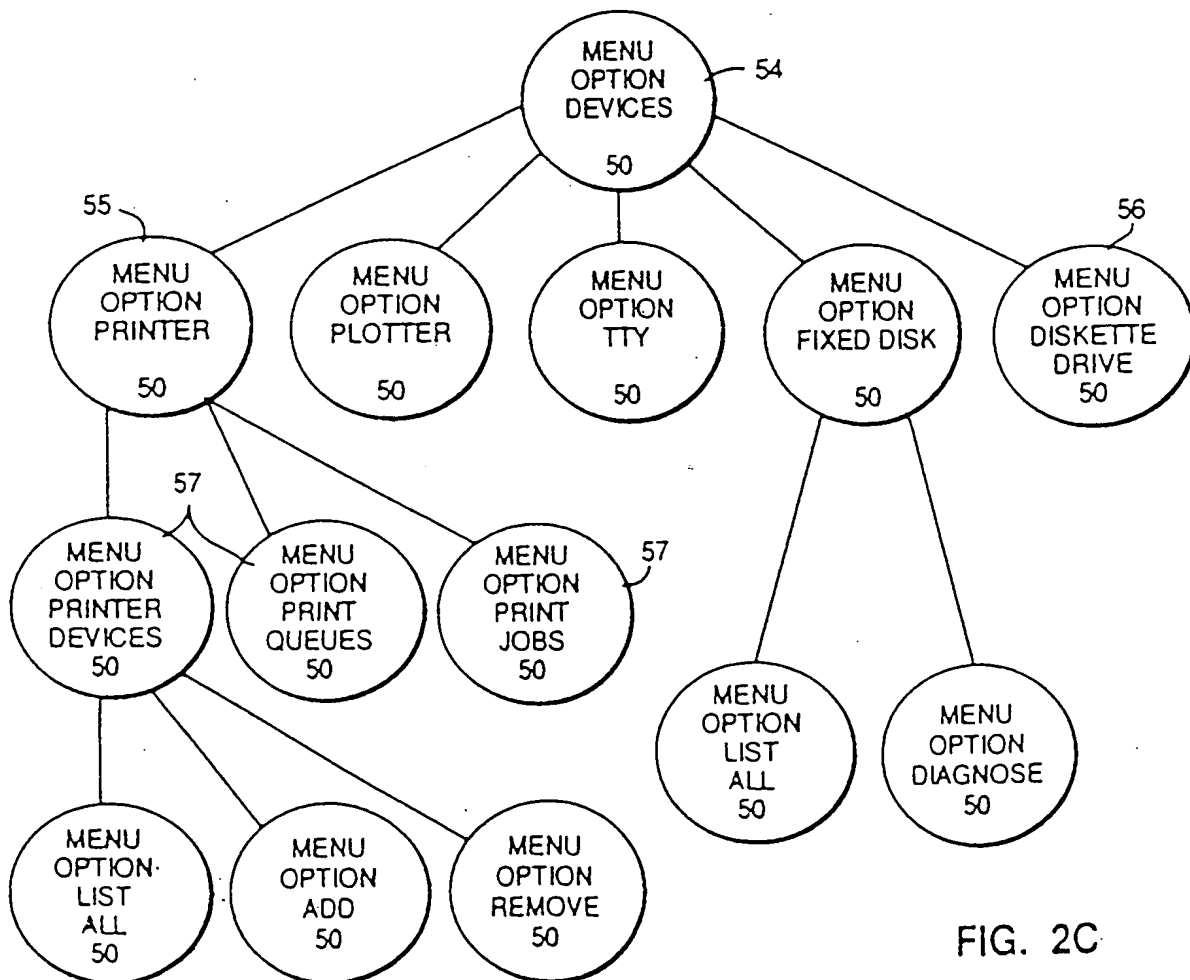 MENU
OPTION
DEVICES
50
54
55
MENU
OPTION
PRINTER
50
MENU
OPTION
PLOTTER
50
MENU
OPTION
TTY
50
MENU
OPTION
FIXED DISK
50
56
MENU
OPTION
DISKETTE
DRIVE
50
57
MENU
OPTION
PRINTER
DEVICES
50
MENU
OPTION
PRINT
QUEUES
50
MENU
OPTION
PRINT
JOBS
50
57
MENU
OPTION
LIST
ALL
50
MENU
OPTION
DIAGNOSE
50
MENU
OPTION
LIST
ALL
50
MENU
OPTION
ADD
50
MENU
OPTION
REMOVE
50
FIG. 2C